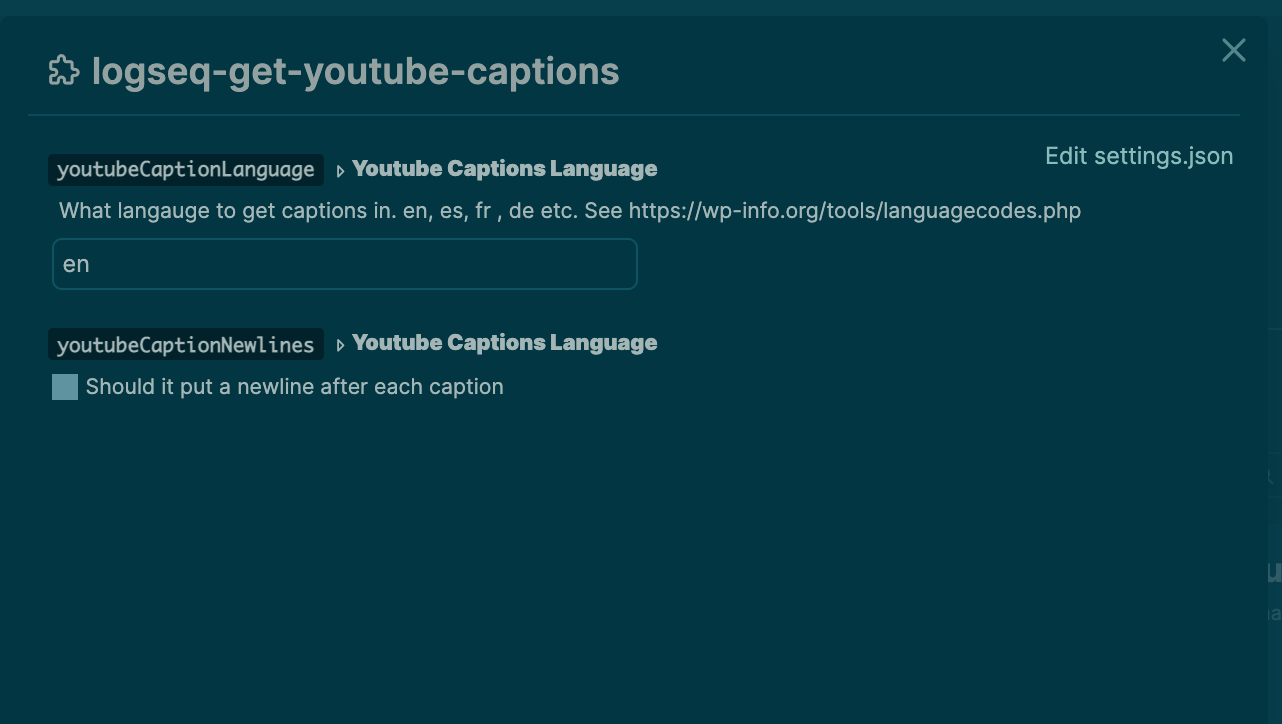 logseq-get-youtube-captions
Edit settings.json
youtubeCaptionLanguage ▹ Youtube Captions Language
What langauge to get captions in. en, es, fr , de etc. See https://wp-info.org/tools/languagecodes.php
en
youtubeCaptionNewlines ▹ Youtube Captions Language
Should it put a newline after each caption